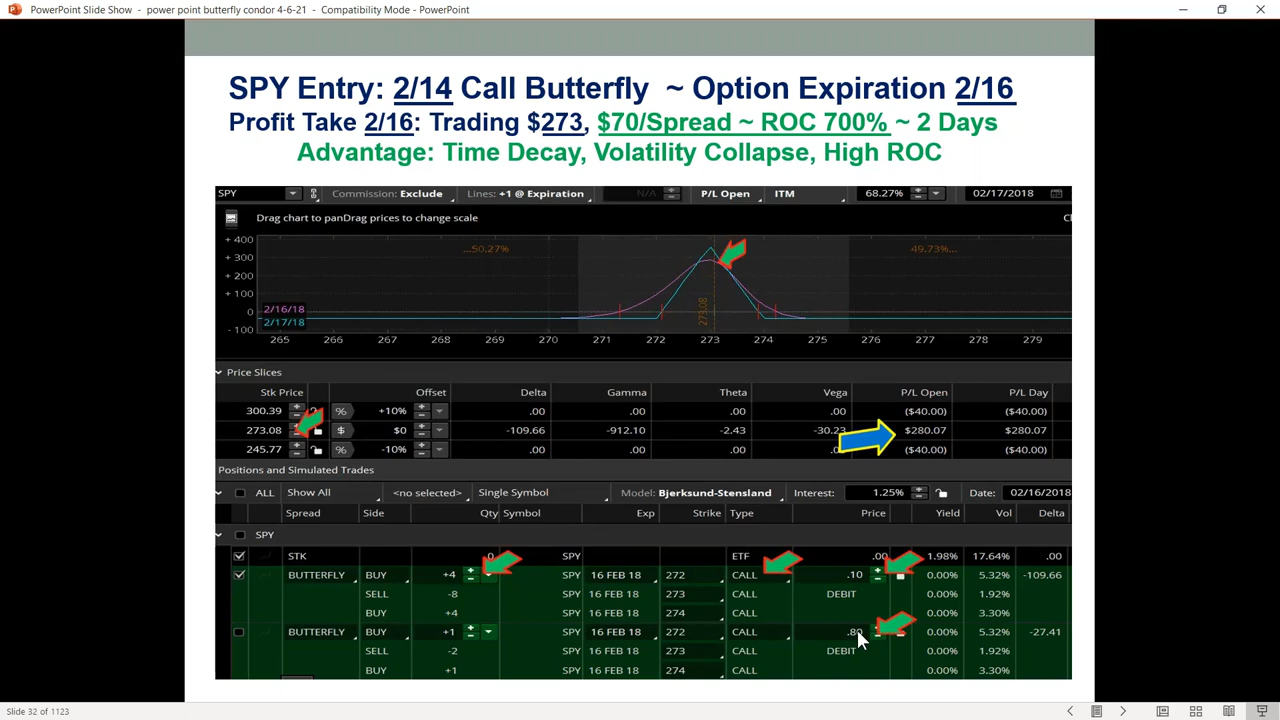 PowerPoint Slide Show - power point butterfly condor 4-6-21 - Compatibility Mode - PowerPoint
SPY Entry: 2/14 Call Butterfly ~ Option Expiration 2/16
Profit Take 2/16: Trading $273, $70/Spread ~ ROC 700% ~ 2 Days
Advantage: Time Decay, Volatility Collapse, High ROC
SPY Commission: Exclude Lines: +1 @ Expiration N/A P/L Open ITM 68.27% 02/17/2018
Drag chart to panDrag prices to change scale
+ 400
...50.27% 49.73%...
+ 300
+ 200
+ 100
273.08
2/16/18
0
2/17/18
- 100
265 266 267 268 269 270 271 272 273 274 275 276 277 278 279
Price Slices
Stk Price Offset Delta Gamma Theta Vega P/L Open P/L Day
300.39 % +10% .00 .00 .00 .00 ($40.00) ($40.00)
273.08 $ $0 -109.66 -912.10 -2.43 -30.23 $280.07 $280.07
245.77 % -10% .00 .00 .00 ($40.00) ($40.00)
Positions and Simulated Trades
ALL Show All <no selected> Single Symbol Model: Bjerksund-Stensland Interest: 1.25% Date: 02/16/2018
Spread Side Qty Symbol Exp Strike Type Price Yield Vol Delta
SPY
STK 0 SPY ETF .00 1.98% 17.64% .00
BUTTERFLY BUY +4 SPY 16 FEB 18 272 CALL .10 0.00% 5.32% -109.66
SELL -8 SPY 16 FEB 18 273 CALL DEBIT 0.00% 1.92%
BUY +4 SPY 16 FEB 18 274 CALL 0.00% 3.30%
BUTTERFLY BUY +1 SPY 16 FEB 18 272 CALL .80 0.00% 5.32% -27.41
SELL -2 SPY 16 FEB 18 273 CALL DEBIT 0.00% 1.92%
BUY +1 SPY 16 FEB 18 274 CALL 0.00% 3.30%
Slide 32 of 1123